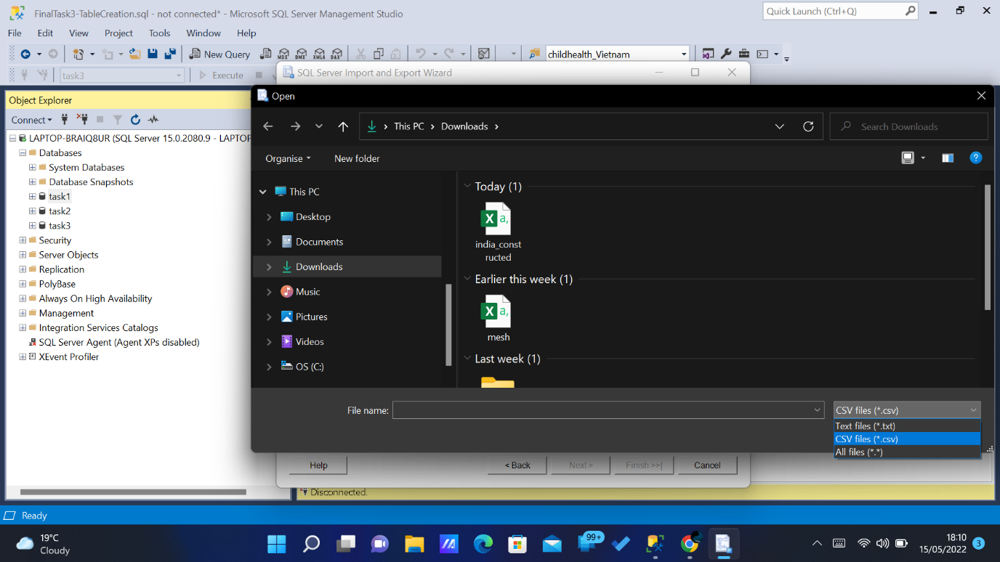 FinalTask3-TableCreation.sql - not connected* - Microsoft SQL Server Management Studio
Quick Launch (Ctrl+Q)
File Edit View Project Tools Window Help
New Query
MDX DMX XMLA DAX
childhealth_Vietnam
task3
Execute
SQL Server Import and Export Wizard
Object Explorer
Connect
LAPTOP-BRAIQ8UR (SQL Server 15.0.2080.9 - LAPTOP
Databases
System Databases
Database Snapshots
task1
task2
task3
Security
Server Objects
Replication
PolyBase
Always On High Availability
Management
Integration Services Catalogs
SQL Server Agent (Agent XPs disabled)
XEvent Profiler
Open
This PC > Downloads >
Search Downloads
Organise New folder
This PC
Desktop
Documents
Downloads
Music
Pictures
Videos
OS (C:)
Today (1)
X a,
india_const
ructed
Earlier this week (1)
X a,
mesh
Last week (1)
File name:
CSV files (*.csv)
Text files (*.txt)
CSV files (*.csv)
All files (*.*)
Help < Back Next > Finish >>| Cancel
Disconnected.
Ready
19°C
Cloudy
99+
18:10
15/05/2022
3